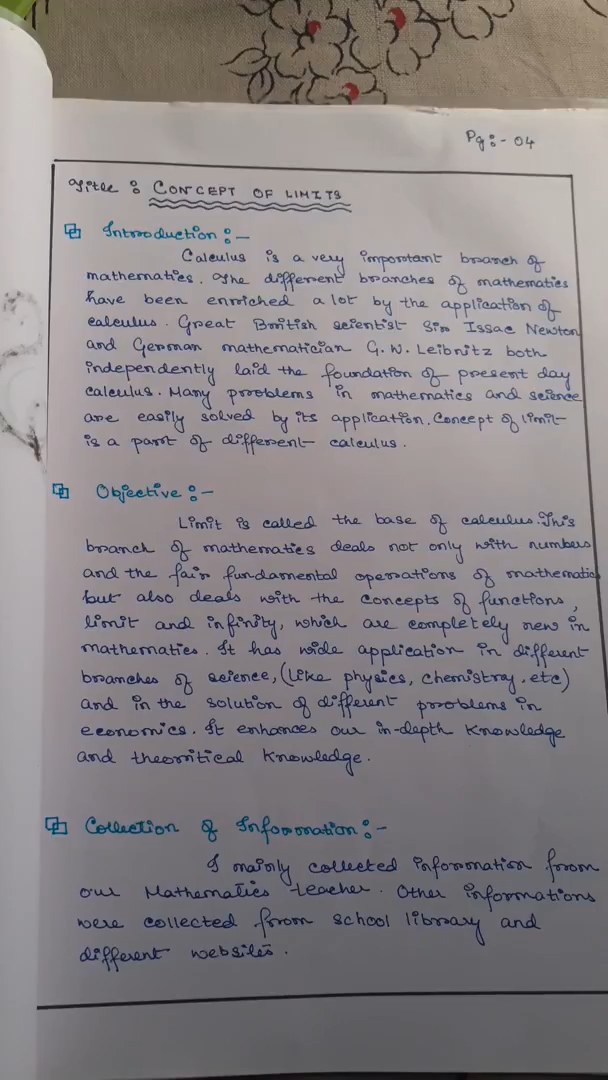 Pg:- 04
Title : CONCEPT OF LIMITS
Introduction :-
Calculus is a very important branch of
mathematics. The different branches of mathematics
have been enriched a lot by the application of
calculus. Great British scientist Sir Issac Newton
and German mathematician G. W. Leibnitz both
independently laid the foundation of present day
calculus. Many problems in mathematics and science
are easily solved by its application. Concept of limit
is a part of different calculus.
Objective :-
Limit is called the base of calculus. This
branch of mathematics deals not only with numbers
and the fair fundamental operations of mathematic
but also deals with the concepts of functions,
limit and infinity, which are completely new in
mathematics. It has wide application in different
branches of science, (like physics, chemistry. etc)
and in the solution of different problems in
economics. It enhances our in-depth knowledge
and theoritical knowledge.
Collection of Information :-
I mainly collected information from
our Mathematics teacher. Other informations
were collected from school library and
different websites.